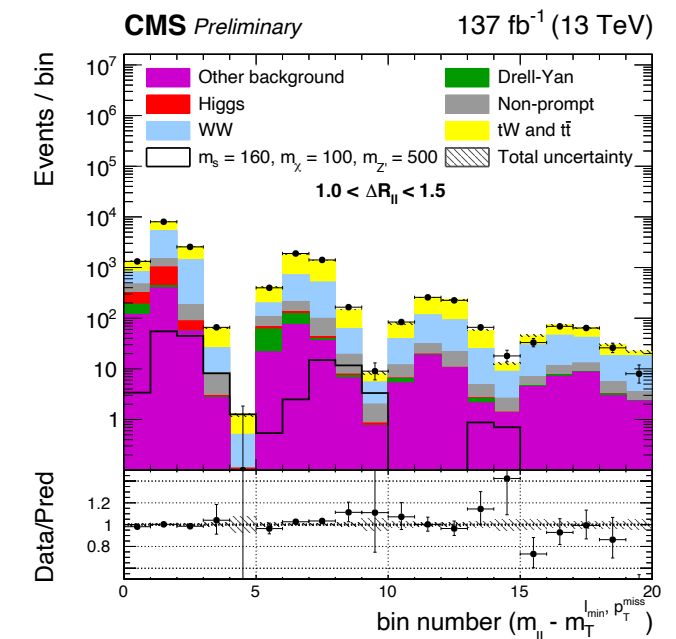 CMS Preliminary 137 fb⁻¹ (13 TeV)
Events / bin
10⁷
10⁶
10⁵
10⁴
10³
10²
10
1
Other background
Drell-Yan
Higgs
Non-prompt
WW
tW and tt̄
m_s = 160, m_χ = 100, m_Z' = 500
Total uncertainty
1.0 < ΔR_ll < 1.5
Data/Pred
1.2
1
0.8
0 5 10 15 20
bin number (m_ll - m_T^{l_min, p_T^miss})